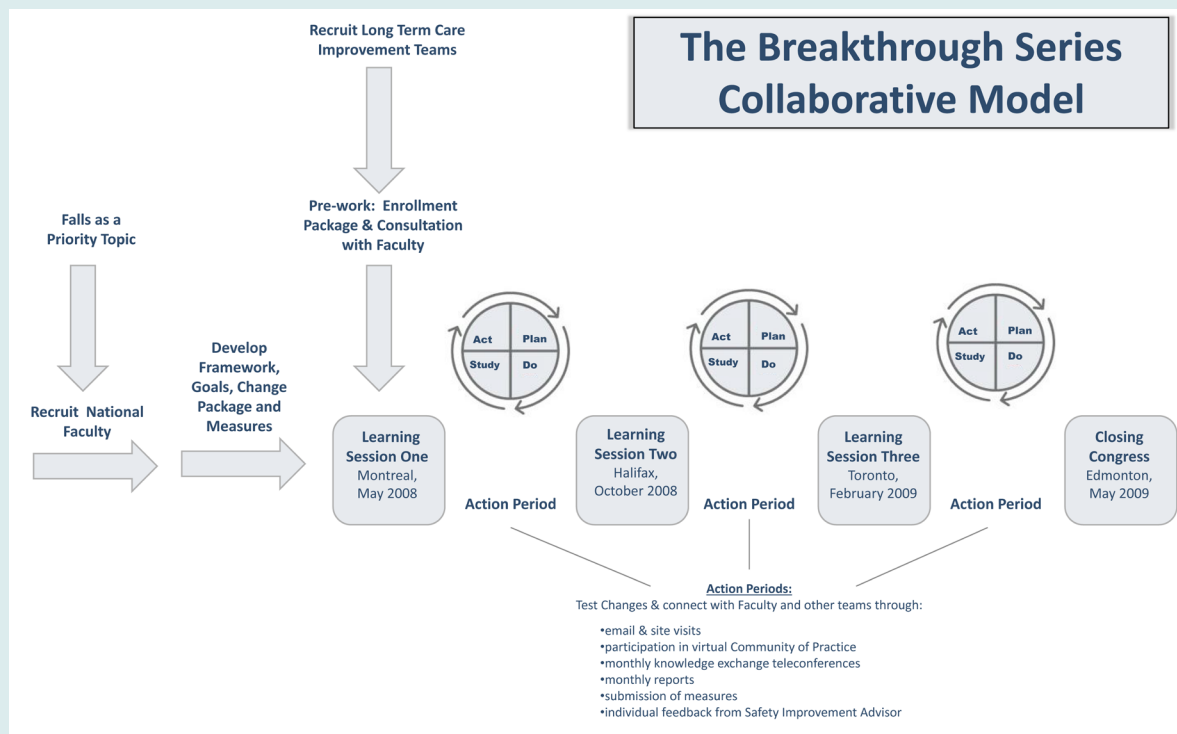 The Breakthrough Series
Collaborative Model
Recruit Long Term Care
Improvement Teams
Pre-work: Enrollment
Package & Consultation
with Faculty
Falls as a
Priority Topic
Recruit National
Faculty
Develop
Framework,
Goals, Change
Package and
Measures
Act
Plan
Study
Do
Act
Plan
Study
Do
Act
Plan
Study
Do
Learning
Session One
Montreal,
May 2008
Action Period
Learning
Session Two
Halifax,
October 2008
Action Period
Learning
Session Three
Toronto,
February 2009
Action Period
Closing
Congress
Edmonton,
May 2009
Action Periods:
Test Changes & connect with Faculty and other teams through:
•email & site visits
•participation in virtual Community of Practice
•monthly knowledge exchange teleconferences
•monthly reports
•submission of measures
•individual feedback from Safety Improvement Advisor